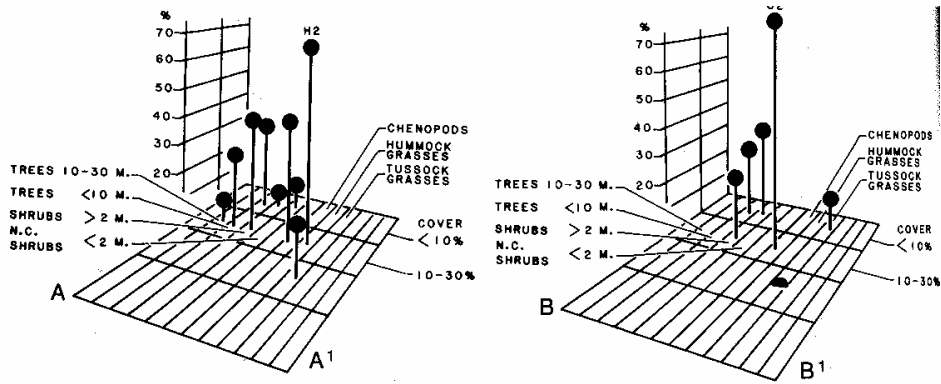 %
70
60
50
40
30
20
H2
CHENOPODS
HUMMOCK
GRASSES
TUSSOCK
GRASSES
TREES 10-30 M.
TREES <10 M.
SHRUBS >2 M.
N.C.
SHRUBS <2 M.
COVER
<10%
10-30%
A
A¹
%
70
60
50
40
30
20
CHENOPODS
HUMMOCK
GRASSES
TUSSOCK
GRASSES
TREES 10-30 M.
TREES <10 M.
SHRUBS >2 M.
N.C.
SHRUBS <2 M.
COVER
<10%
10-30%
B
B¹